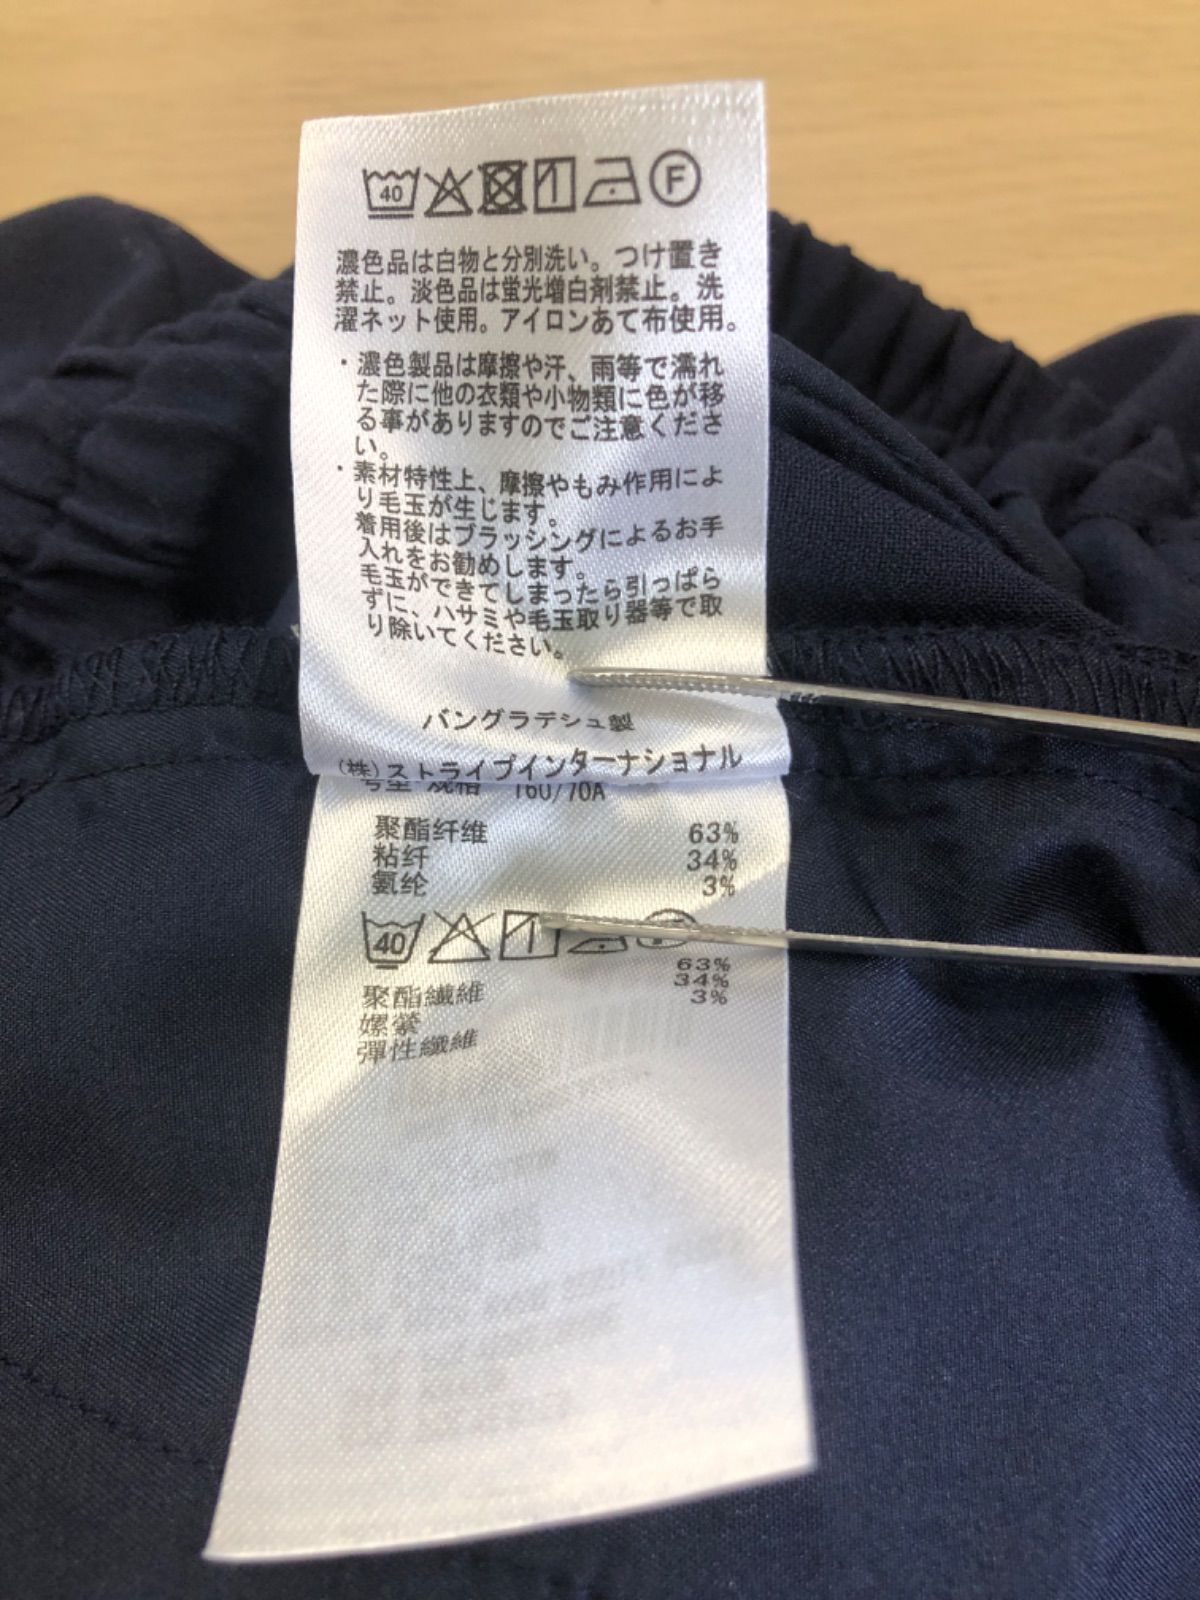 40 F
濃色品は白物と分別洗い。つけ置き
禁止。淡色品は蛍光増白剤禁止。洗
濯ネット使用。アイロンあて布使用。
・濃色製品は摩擦や汗、雨等で濡れ
た際に他の衣類や小物類に色が移
る事がありますのでご注意くださ
い。
・素材特性上、摩擦やもみ作用によ
り毛玉が生じます。
着用後はブラッシングによるお手
入れをお勧めします。
毛玉ができてしまったら引っぱら
ずに、ハサミや毛玉取り器等で取
り除いてください。
バングラデシュ製
(株)ストライプインターナショナル
号型 规格 160/70A
聚酯纤维 63%
粘纤 34%
氨纶 3%
40
63%
34%
3%
聚酯纖維
嫘縈
彈性纖維